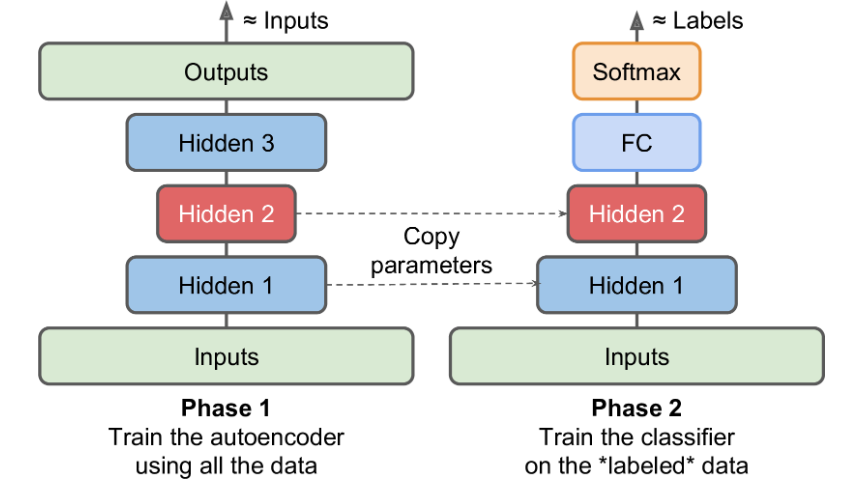 ≈ Inputs
Outputs
Hidden 3
Hidden 2
Hidden 1
Inputs
Phase 1
Train the autoencoder
using all the data
Copy
parameters
≈ Labels
Softmax
FC
Hidden 2
Hidden 1
Inputs
Phase 2
Train the classifier
on the *labeled* data